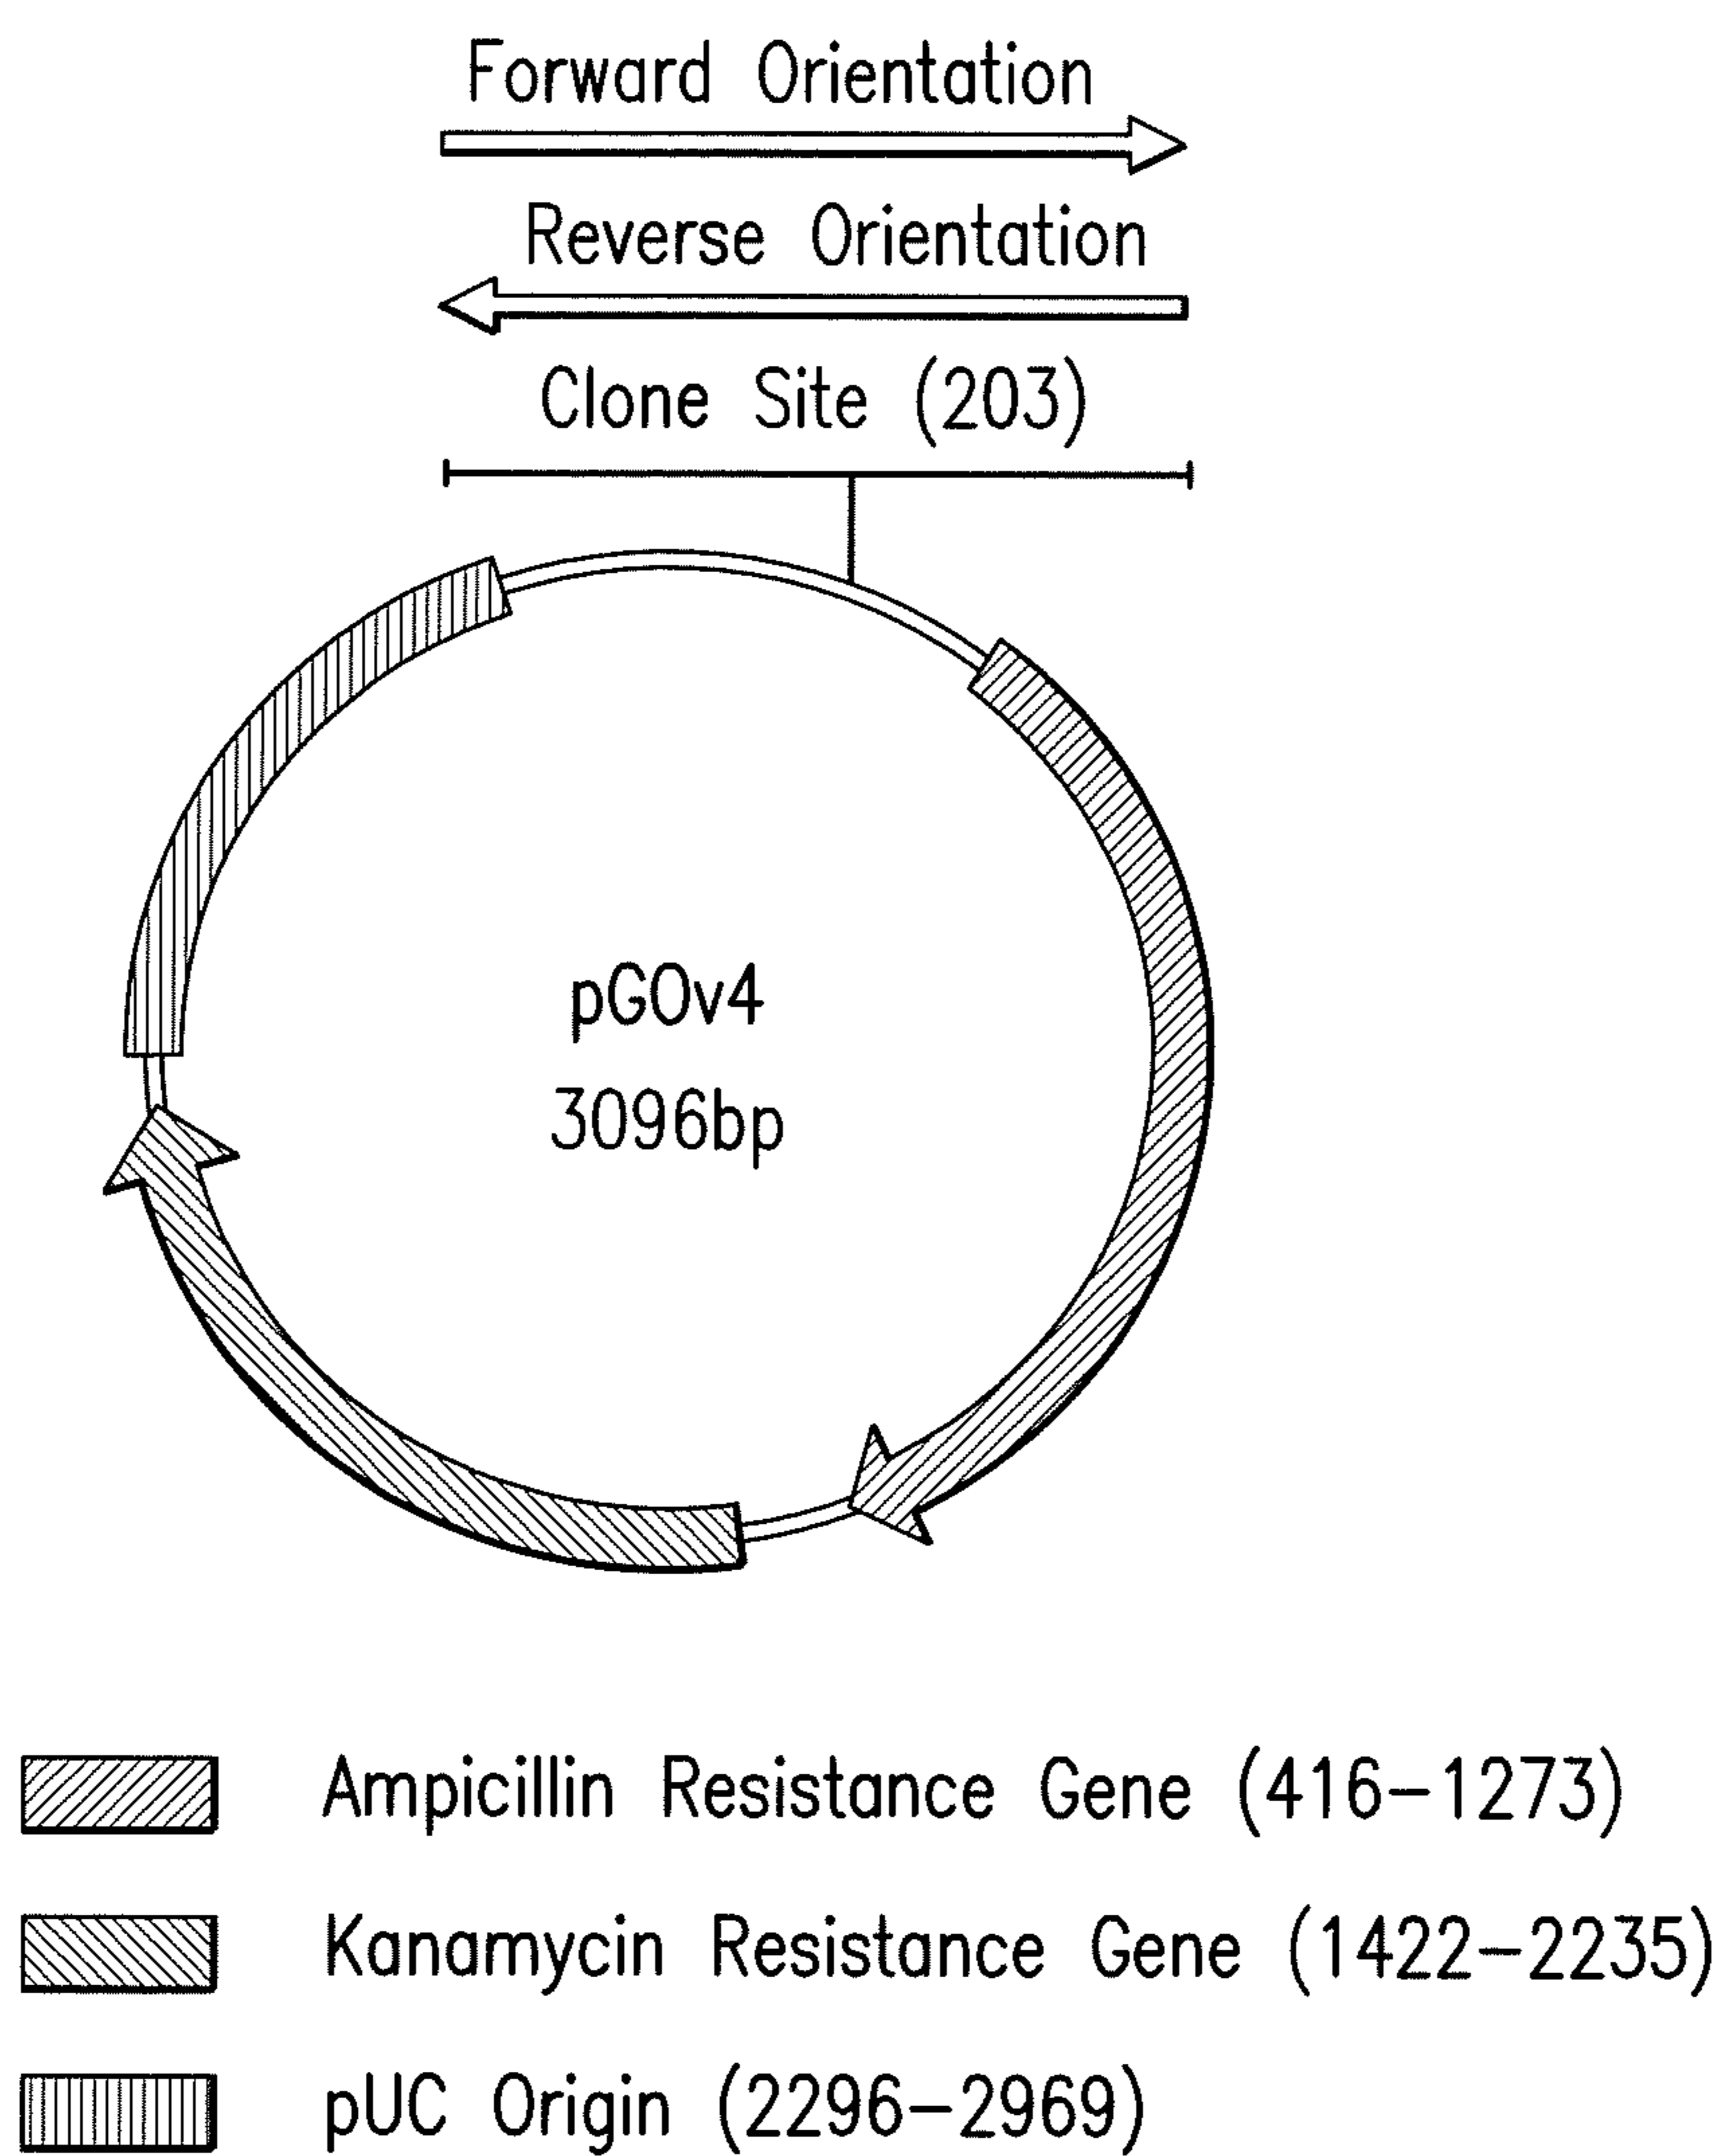 Forward Orientation
Reverse Orientation
Clone Site (203)
pGOv4
3096bp
Ampicillin Resistance Gene (416-1273)
Kanamycin Resistance Gene (1422-2235)
pUC Origin (2296-2969)